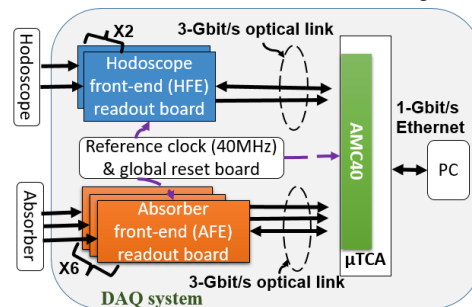 X2
3-Gbit/s optical link
Hodoscope
Hodoscope
front-end (HFE)
readout board
1-Gbit/s
Ethernet
AMC40
PC
Reference clock (40MHz)
& global reset board
Absorber
Absorber
front-end (AFE)
readout board
X6
μTCA
3-Gbit/s optical link
DAQ system